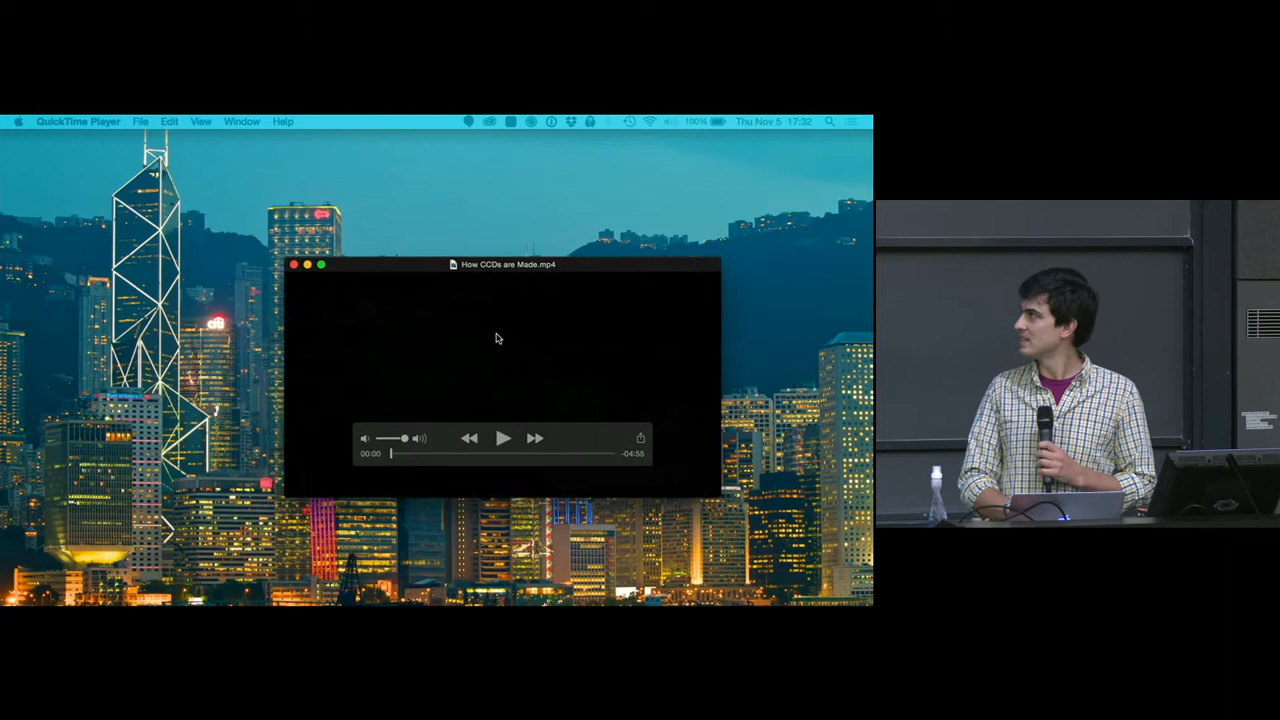 QuickTime Player File Edit View Window Help 100% Thu Nov 5 17:32
How CCDs are Made.mp4
citi
00:00 -04:55